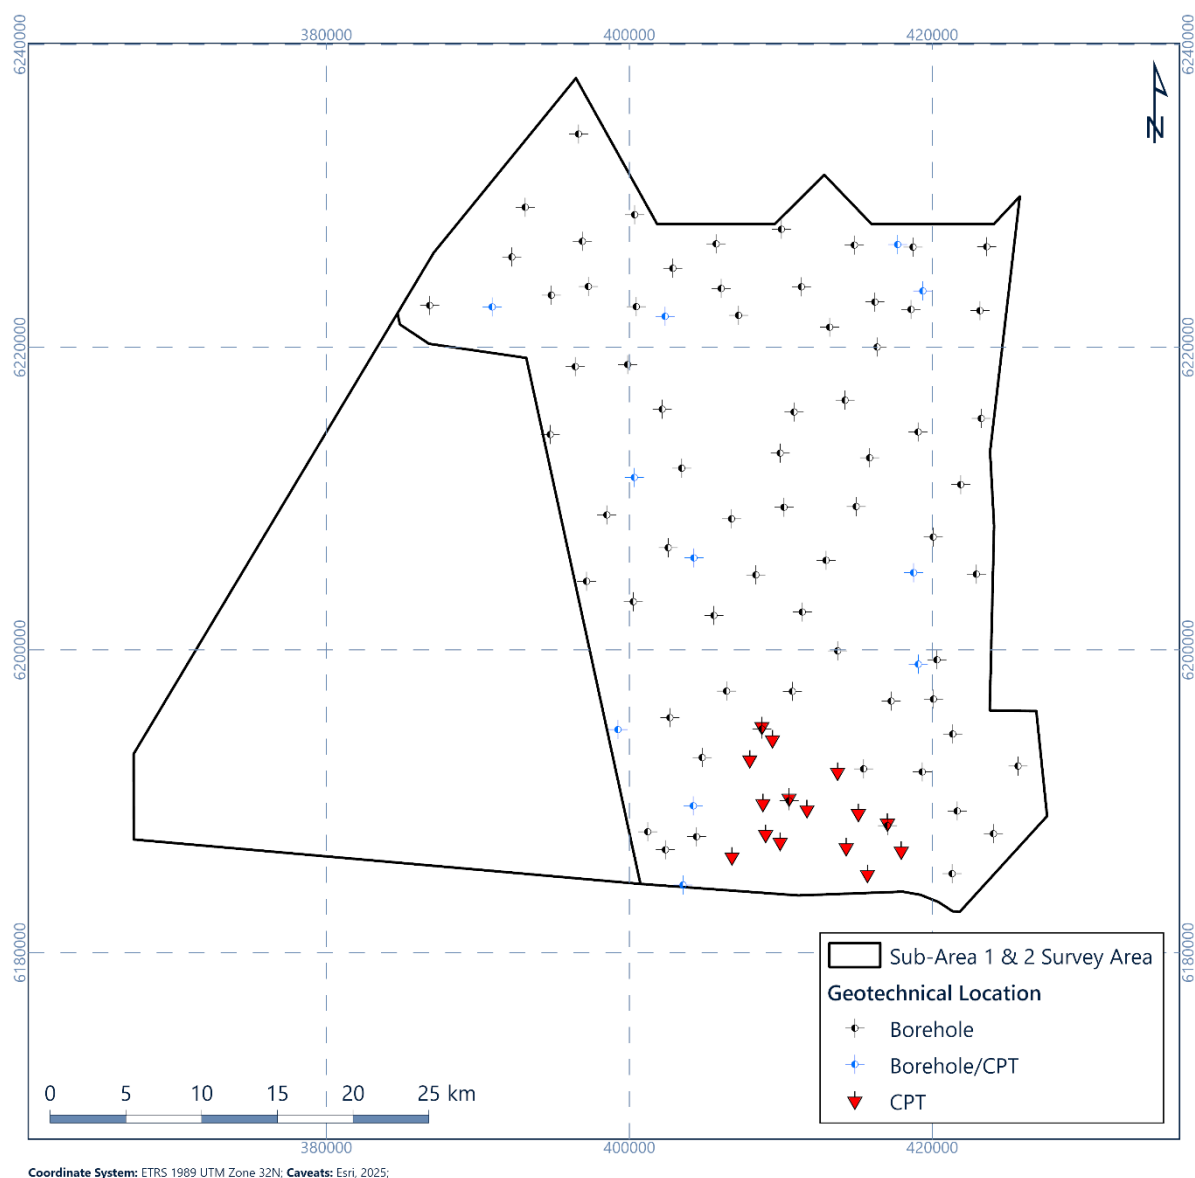 380000 400000 420000
6240000 6240000
N
6220000 6220000
6200000 6200000
6180000 6180000
Sub-Area 1 & 2 Survey Area
Geotechnical Location
Borehole
Borehole/CPT
CPT
0 5 10 15 20 25 km
380000 400000 420000
Coordinate System: ETRS 1989 UTM Zone 32N; Caveats: Esri, 2025;